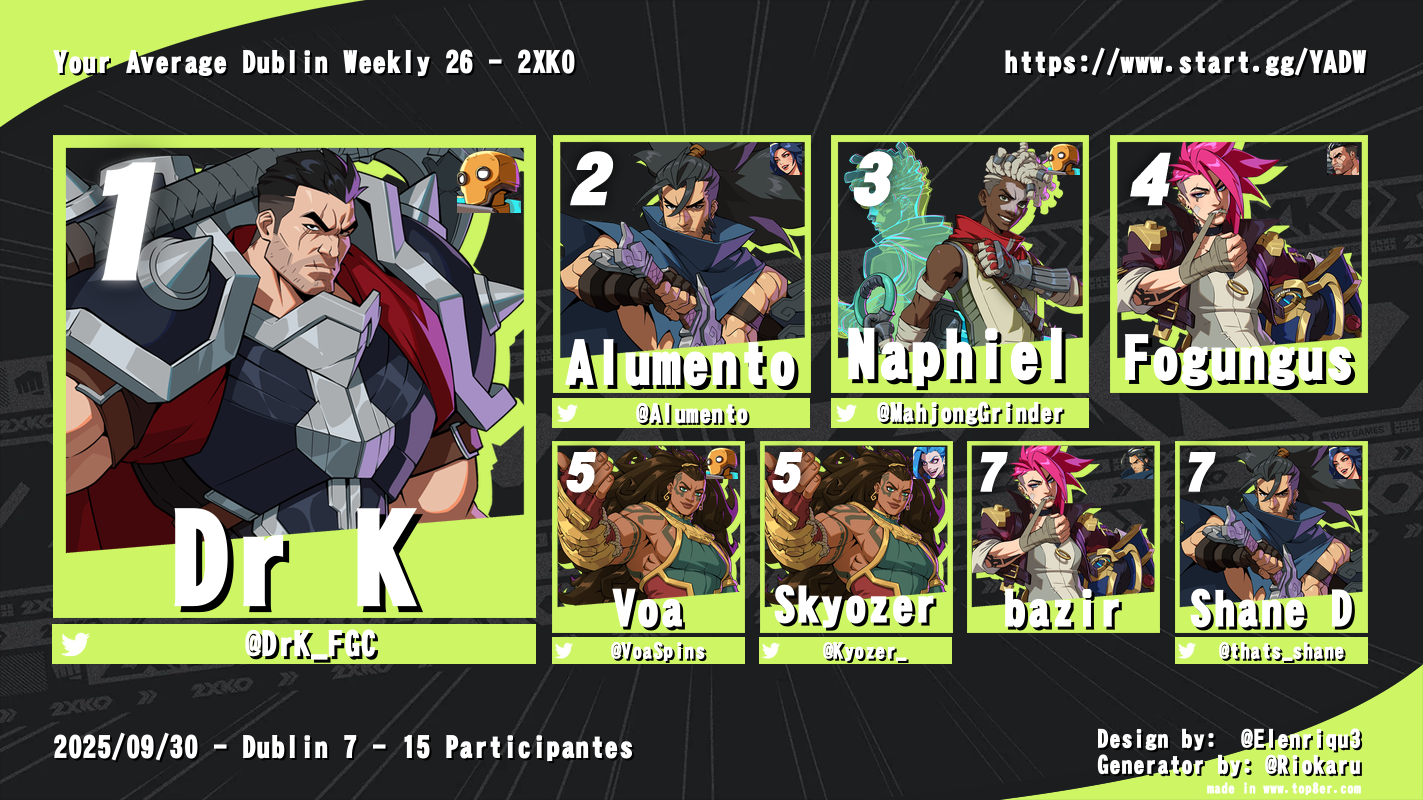 Your Average Dublin Weekly 26 - 2XKO
https://www.start.gg/YADW
1
Dr K
@DrK_FGC
2
Alumento
@Alumento
3
Naphiel
@MahjongGrinder
4
Fogungus
5
Voa
@VoaSpins
5
Skyozer
@Kyozer_
7
bazir
7
Shane D
@thats_shane
2025/09/30 - Dublin 7 - 15 Participantes
Design by: @Elenriqu3
Generator by: @Riokaru
made in www.top8er.com